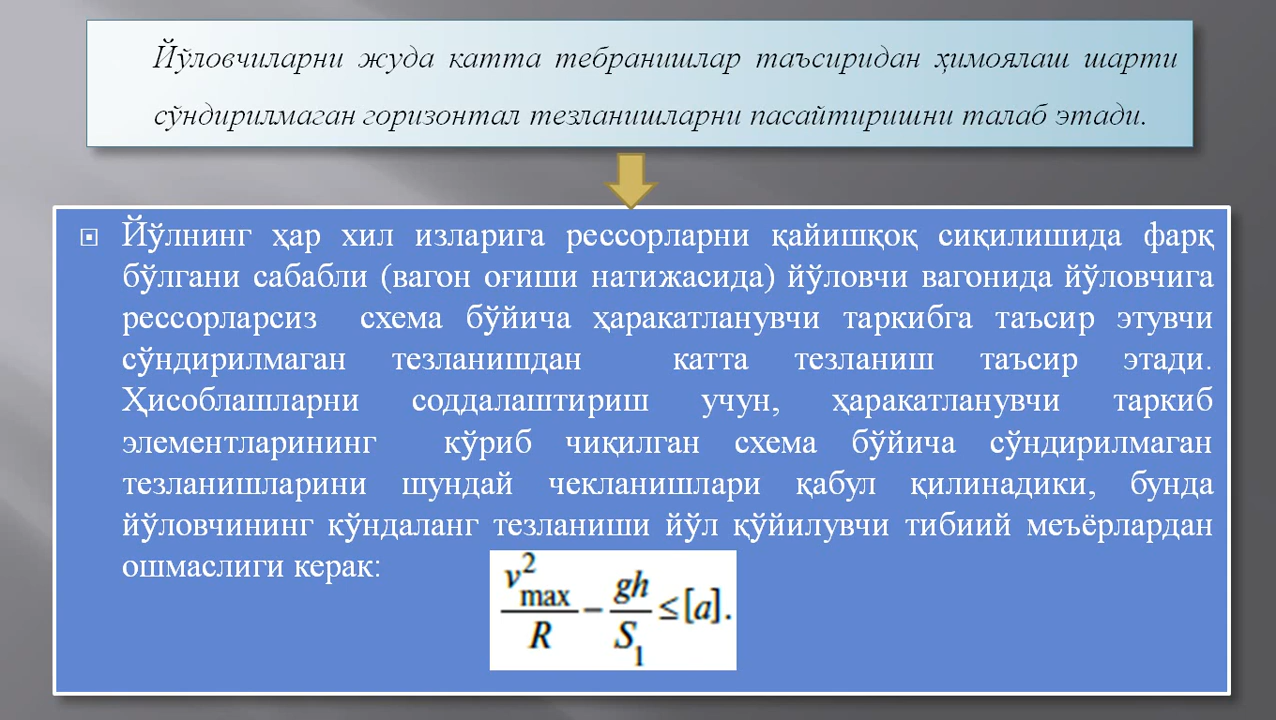 Йўловчиларни жуда катта тебранишлар таъсиридан ҳимоялаш шарти
сўндирилмаган горизонтал тезланишларни пасайтиришни талаб этади.
Йўлнинг ҳар хил изларига рессорларни қайишқоқ сиқилишида фарқ
бўлгани сабабли (вагон оғиши натижасида) йўловчи вагонида йўловчига
рессорларсиз схема бўйича ҳаракатланувчи таркибга таъсир этувчи
сўндирилмаган тезланишдан катта тезланиш таъсир этади.
Ҳисоблашларни соддалаштириш учун, ҳаракатланувчи таркиб
элементларининг кўриб чиқилган схема бўйича сўндирилмаган
тезланишларини шундай чекланишлари қабул қилинадики, бунда
йўловчининг кўндаланг тезланиши йўл қўйилувчи тибиий меъёрлардан
ошмаслиги керак:
v²max/R − gh/S₁ ≤ [a].